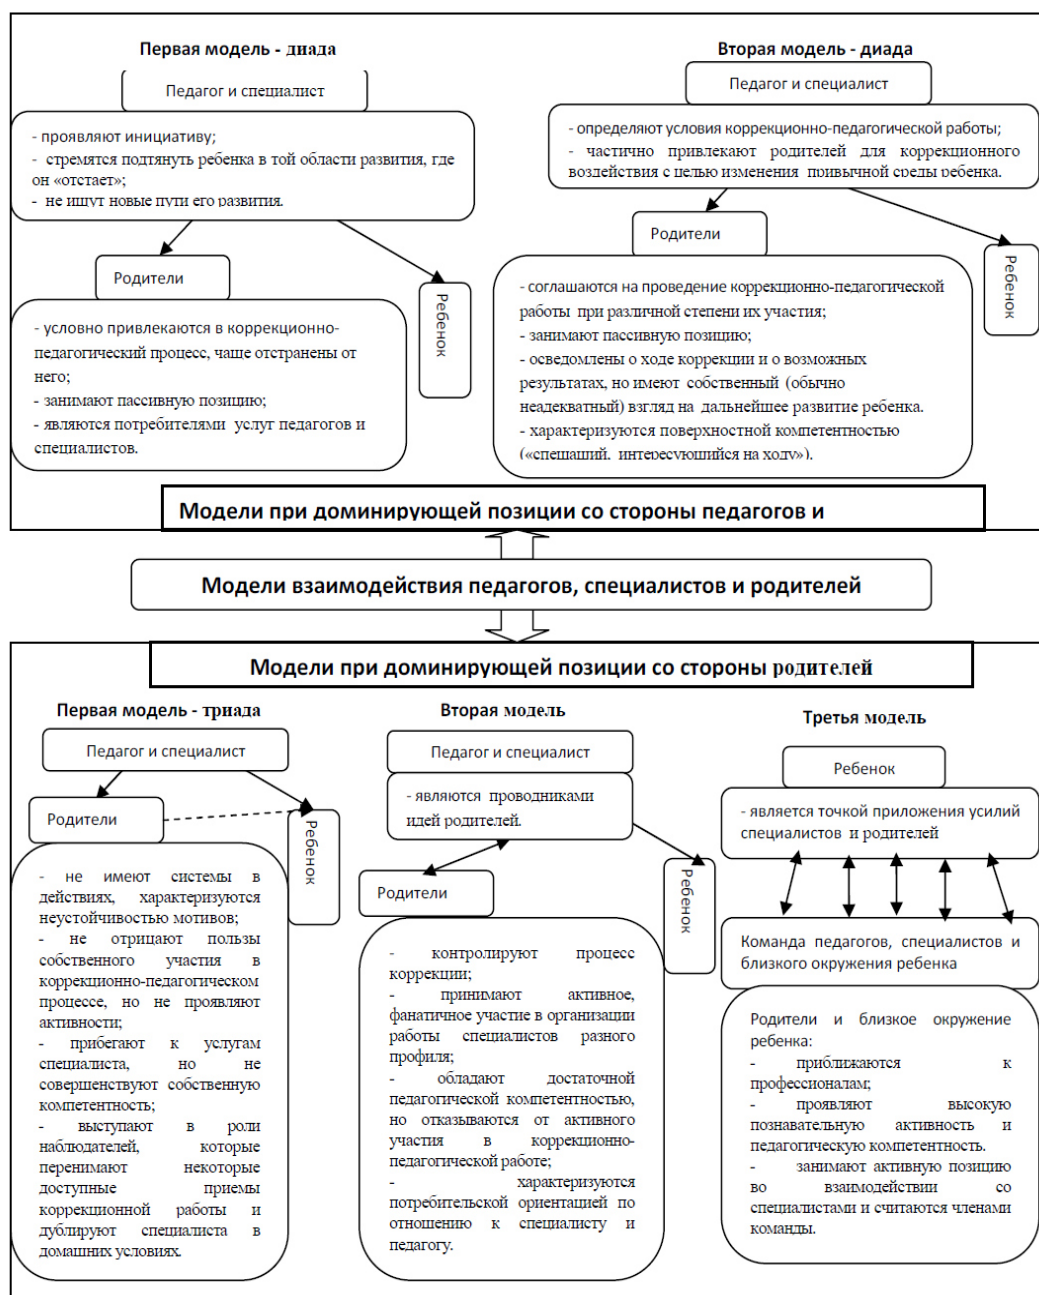 Первая модель - диада
Педагог и специалист
- проявляют инициативу;
- стремятся подтянуть ребенка в той области развития, где
он «отстает»;
- не ищут новые пути его развития.
Родители
Ребенок
- условно привлекаются в коррекционно-
педагогический процесс, чаще отстранены от
него;
- занимают пассивную позицию;
- являются потребителями услуг педагогов и
специалистов.
Вторая модель - диада
Педагог и специалист
- определяют условия коррекционно-педагогической работы;
- частично привлекают родителей для коррекционного
воздействия с целью изменения привычной среды ребенка.
Родители
Ребенок
- соглашаются на проведение коррекционно-педагогической
работы при различной степени их участия;
- занимают пассивную позицию;
- осведомлены о ходе коррекции и о возможных
результатах, но имеют собственный (обычно
неадекватный) взгляд на дальнейшее развитие ребенка.
- характеризуются поверхностной компетентностью
(«спешащий, интересующийся на ходу»).
Модели при доминирующей позиции со стороны педагогов и
Модели взаимодействия педагогов, специалистов и родителей
Модели при доминирующей позиции со стороны родителей
Первая модель - триада
Педагог и специалист
Родители
Ребенок
- не имеют системы в
действиях, характеризуются
неустойчивостью мотивов;
- не отрицают пользы
собственного участия в
коррекционно-педагогическом
процессе, но не проявляют
активности;
- прибегают к услугам
специалиста, но не
совершенствуют собственную
компетентность;
- выступают в роли
наблюдателей, которые
перенимают некоторые
доступные приемы
коррекционной работы и
дублируют специалиста в
домашних условиях.
Вторая модель
Педагог и специалист
- являются проводниками
идей родителей.
Родители
Ребенок
- контролируют процесс
коррекции;
- принимают активное,
фанатичное участие в организации
работы специалистов разного
профиля;
- обладают достаточной
педагогической компетентностью,
но отказываются от активного
участия в коррекционно-
педагогической работе;
- характеризуются
потребительской ориентацией по
отношению к специалисту и
педагогу.
Третья модель
Ребенок
- является точкой приложения усилий
специалистов и родителей
Команда педагогов, специалистов и
близкого окружения ребенка
Родители и близкое окружение
ребенка:
- приближаются к
профессионалам;
- проявляют высокую
познавательную активность и
педагогическую компетентность.
- занимают активную позицию
во взаимодействии со
специалистами и считаются членами
команды.